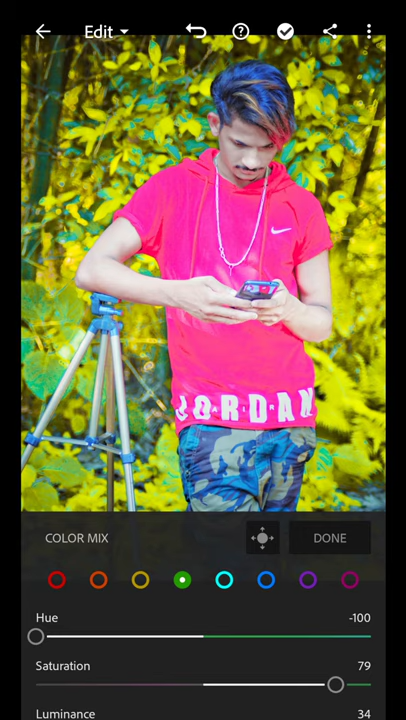 Edit
JORDAN
COLOR MIX
DONE
Hue -100
Saturation 79
Luminance 34